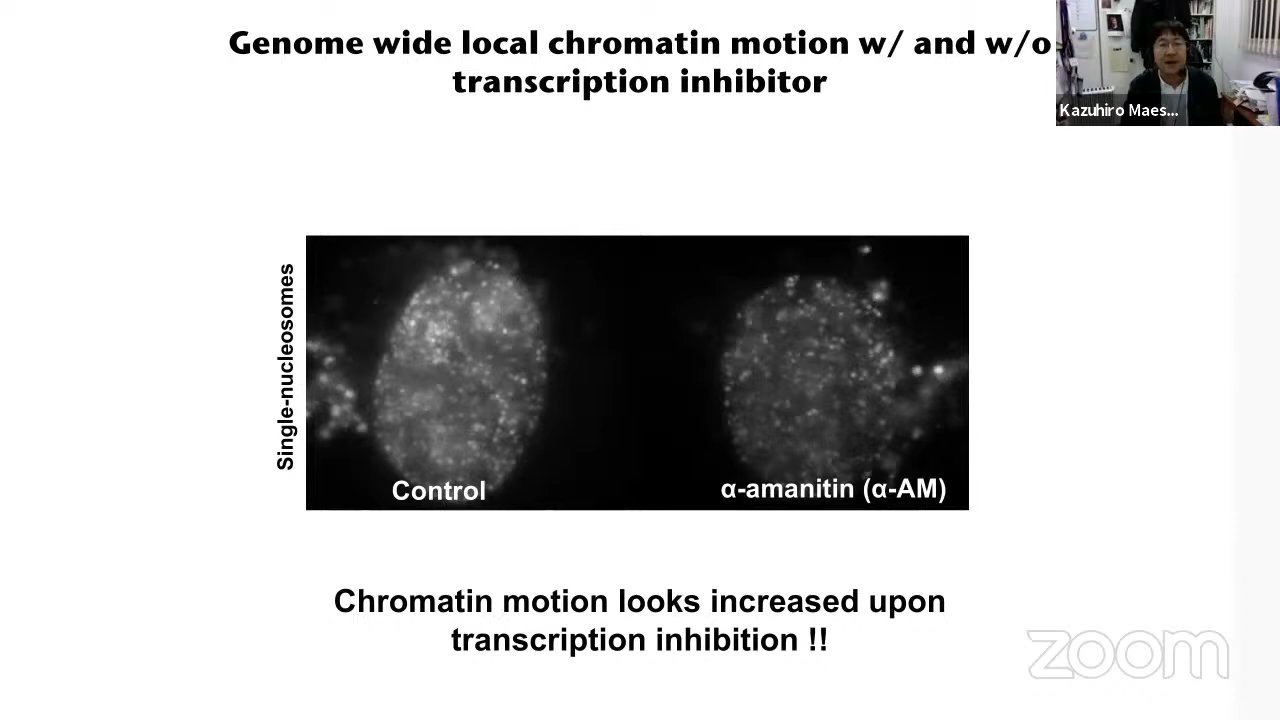 Genome wide local chromatin motion w/ and w/o
transcription inhibitor
Kazuhiro Maes...
Single-nucleosomes
Control
α-amanitin (α-AM)
Chromatin motion looks increased upon
transcription inhibition !!
zoom